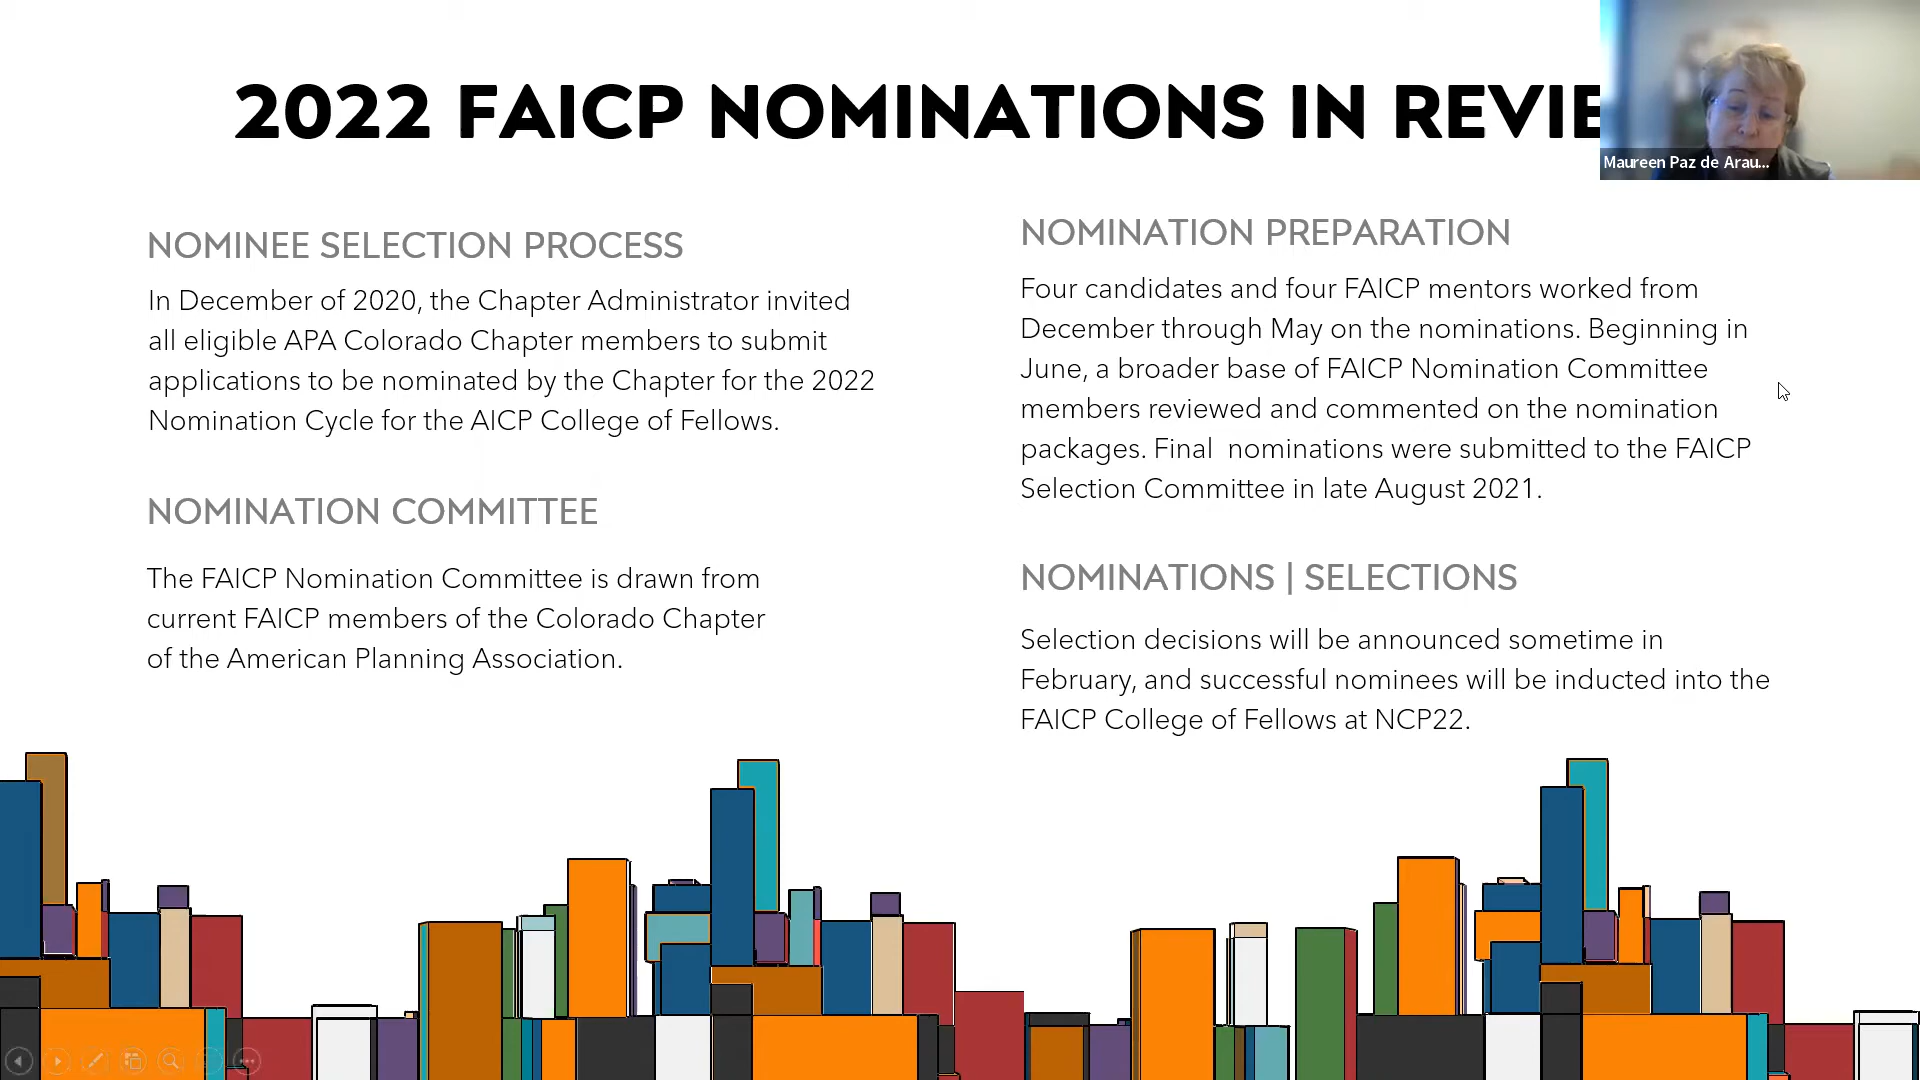 2022 FAICP NOMINATIONS IN REVIE
Maureen Paz de Arau...
NOMINEE SELECTION PROCESS
In December of 2020, the Chapter Administrator invited
all eligible APA Colorado Chapter members to submit
applications to be nominated by the Chapter for the 2022
Nomination Cycle for the AICP College of Fellows.
NOMINATION COMMITTEE
The FAICP Nomination Committee is drawn from
current FAICP members of the Colorado Chapter
of the American Planning Association.
NOMINATION PREPARATION
Four candidates and four FAICP mentors worked from
December through May on the nominations. Beginning in
June, a broader base of FAICP Nomination Committee
members reviewed and commented on the nomination
packages. Final  nominations were submitted to the FAICP
Selection Committee in late August 2021.
NOMINATIONS | SELECTIONS
Selection decisions will be announced sometime in
February, and successful nominees will be inducted into the
FAICP College of Fellows at NCP22.